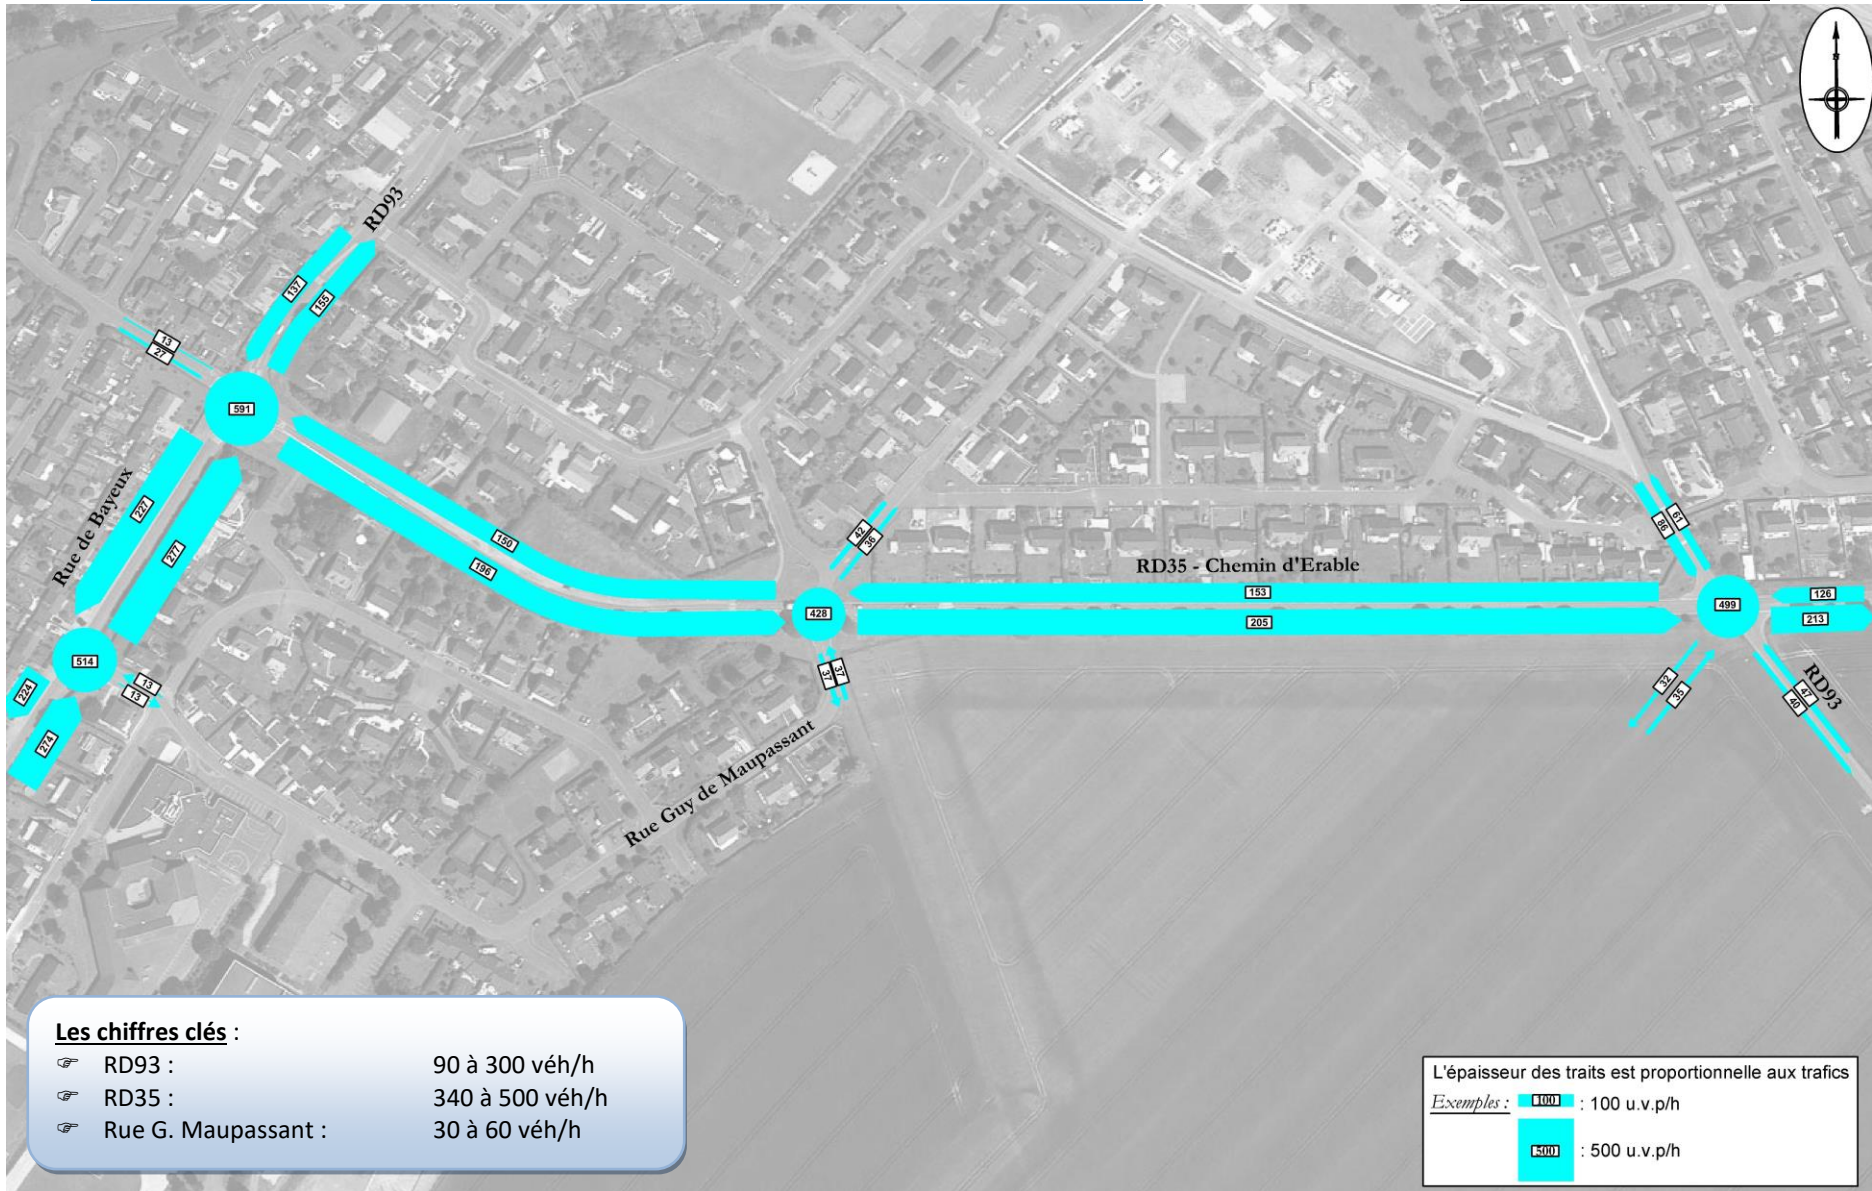 N
RD93
137
155
13
27
591
Rue de Bayeux
227
277
150
196
42
36
86
61
RD35 - Chemin d'Erable
153
205
428
499
126
213
514
13
13
224
274
37
37
32
35
47
40
RD93
Rue Guy de Maupassant
Les chiffres clés :
☞ RD93 : 90 à 300 véh/h
☞ RD35 : 340 à 500 véh/h
☞ Rue G. Maupassant : 30 à 60 véh/h
L'épaisseur des traits est proportionnelle aux trafics
Exemples : 100 : 100 u.v.p/h
500 : 500 u.v.p/h